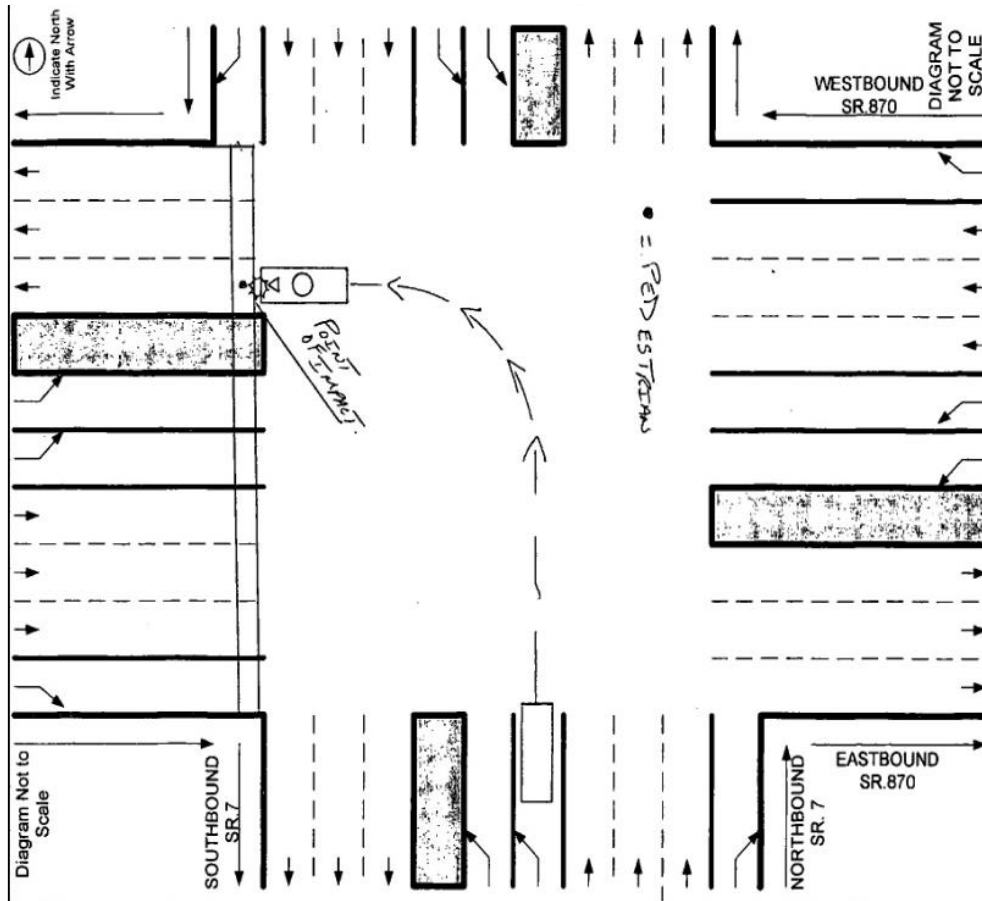 Indicate North
With Arrow
WESTBOUND
SR.870
DIAGRAM
NOT TO
SCALE
• = PEDESTRIAN
POINT
OF IMPACT.
Diagram Not to
Scale
SOUTHBOUND
SR.7
NORTHBOUND
SR. 7
EASTBOUND
SR.870